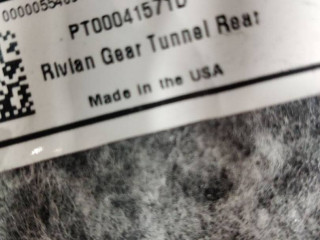 PT00041571D
Rivian Gear Tunnel Rear
Made in the USA